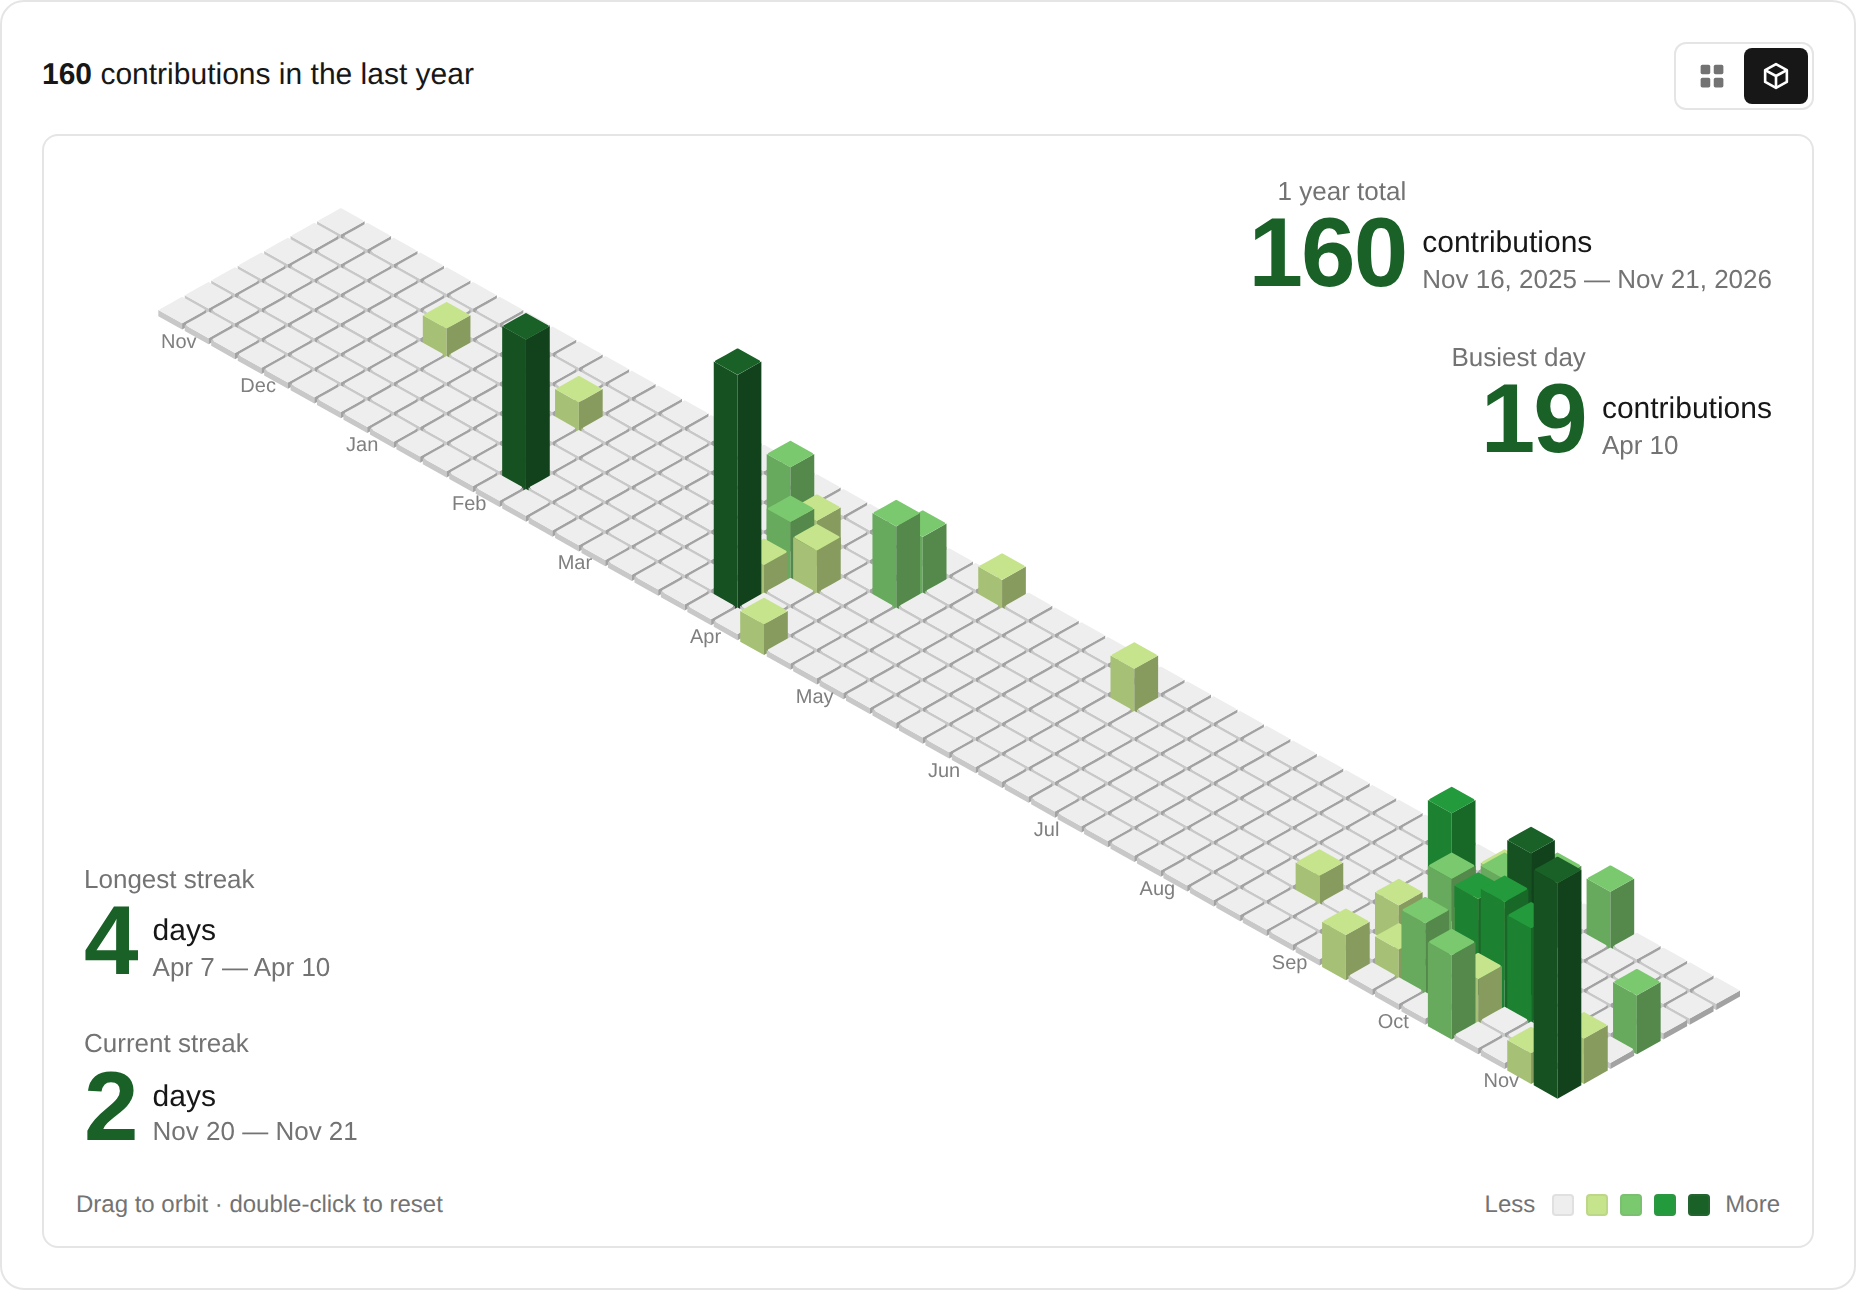 160 contributions in the last year
1 year total
160 contributions
Nov 16, 2025 — Nov 21, 2026
Busiest day
19 contributions
Apr 10
Nov
Dec
Jan
Feb
Mar
Apr
May
Jun
Jul
Aug
Sep
Oct
Nov
Longest streak
4 days
Apr 7 — Apr 10
Current streak
2 days
Nov 20 — Nov 21
Drag to orbit · double-click to reset
Less More